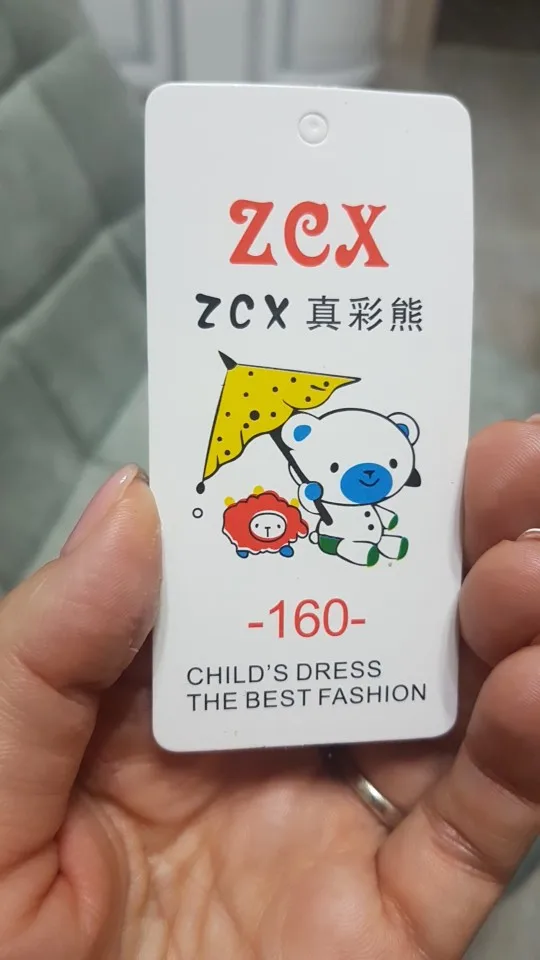 ZCX
ZCX 真彩熊
-160-
CHILD'S DRESS
THE BEST FASHION